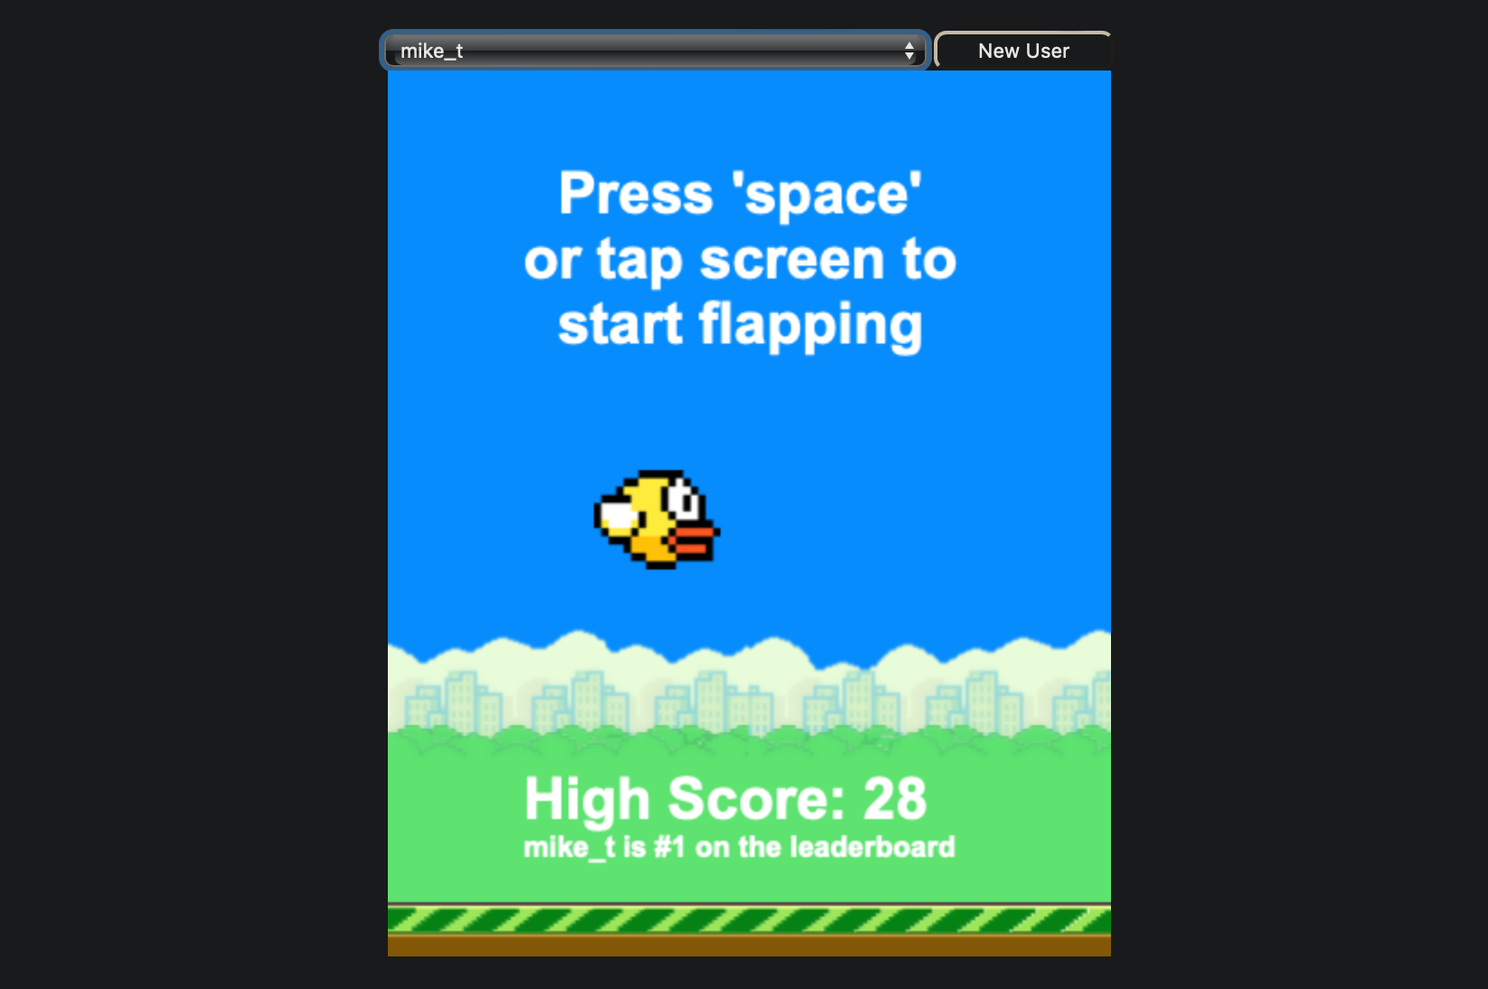 mike_t
New User
Press 'space'
or tap screen to
start flapping
High Score: 28
mike_t is #1 on the leaderboard